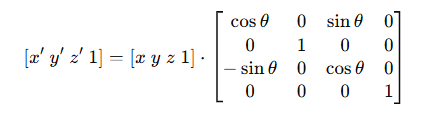 [x′ y′ z′ 1] = [x y z 1] · [cos θ 0 sin θ 0
0 1 0 0
− sin θ 0 cos θ 0
0 0 0 1]